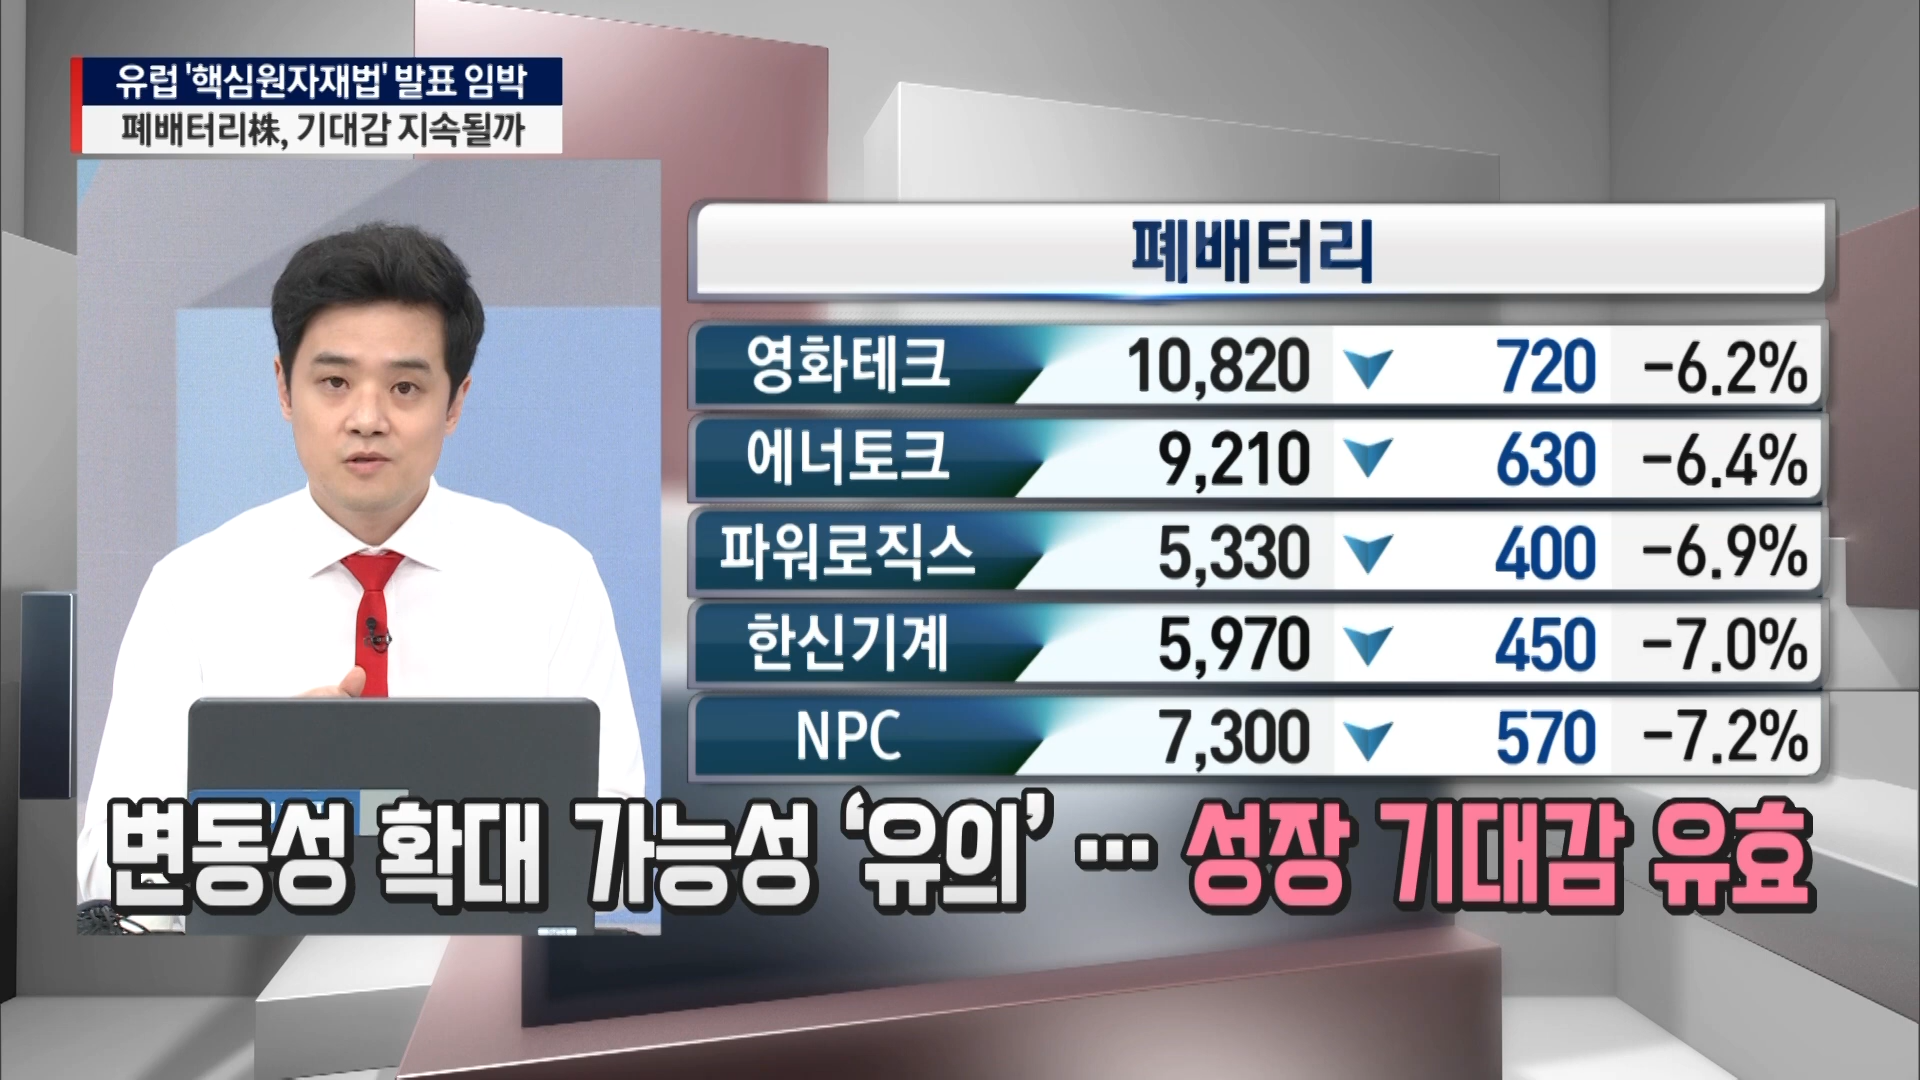 유럽 '핵심원자재법' 발표 임박
폐배터리株, 기대감 지속될까
폐배터리
영화테크 10,820 720 -6.2%
에너토크 9,210 630 -6.4%
파워로직스 5,330 400 -6.9%
한신기계 5,970 450 -7.0%
NPC 7,300 570 -7.2%
변동성 확대 가능성 ‘유의’… 성장 기대감 유효